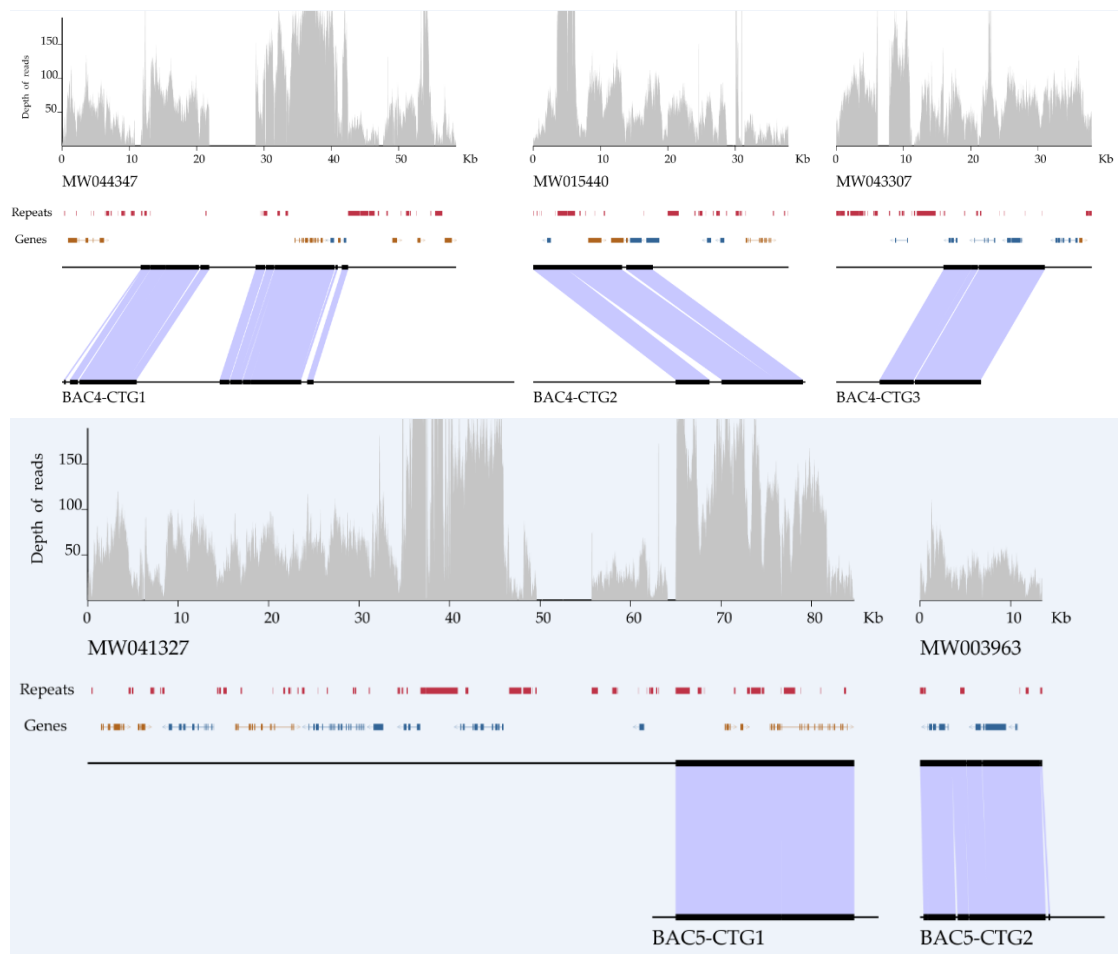 Depth of reads
150
100
50
0 10 20 30 40 50 Kb
0 10 20 30 Kb
0 10 20 30 Kb
MW044347 MW015440 MW043307
Repeats
Genes
BAC4-CTG1 BAC4-CTG2 BAC4-CTG3
Depth of reads
150
100
50
0 10 20 30 40 50 60 70 80 Kb
0 10 Kb
MW041327 MW003963
Repeats
Genes
BAC5-CTG1 BAC5-CTG2